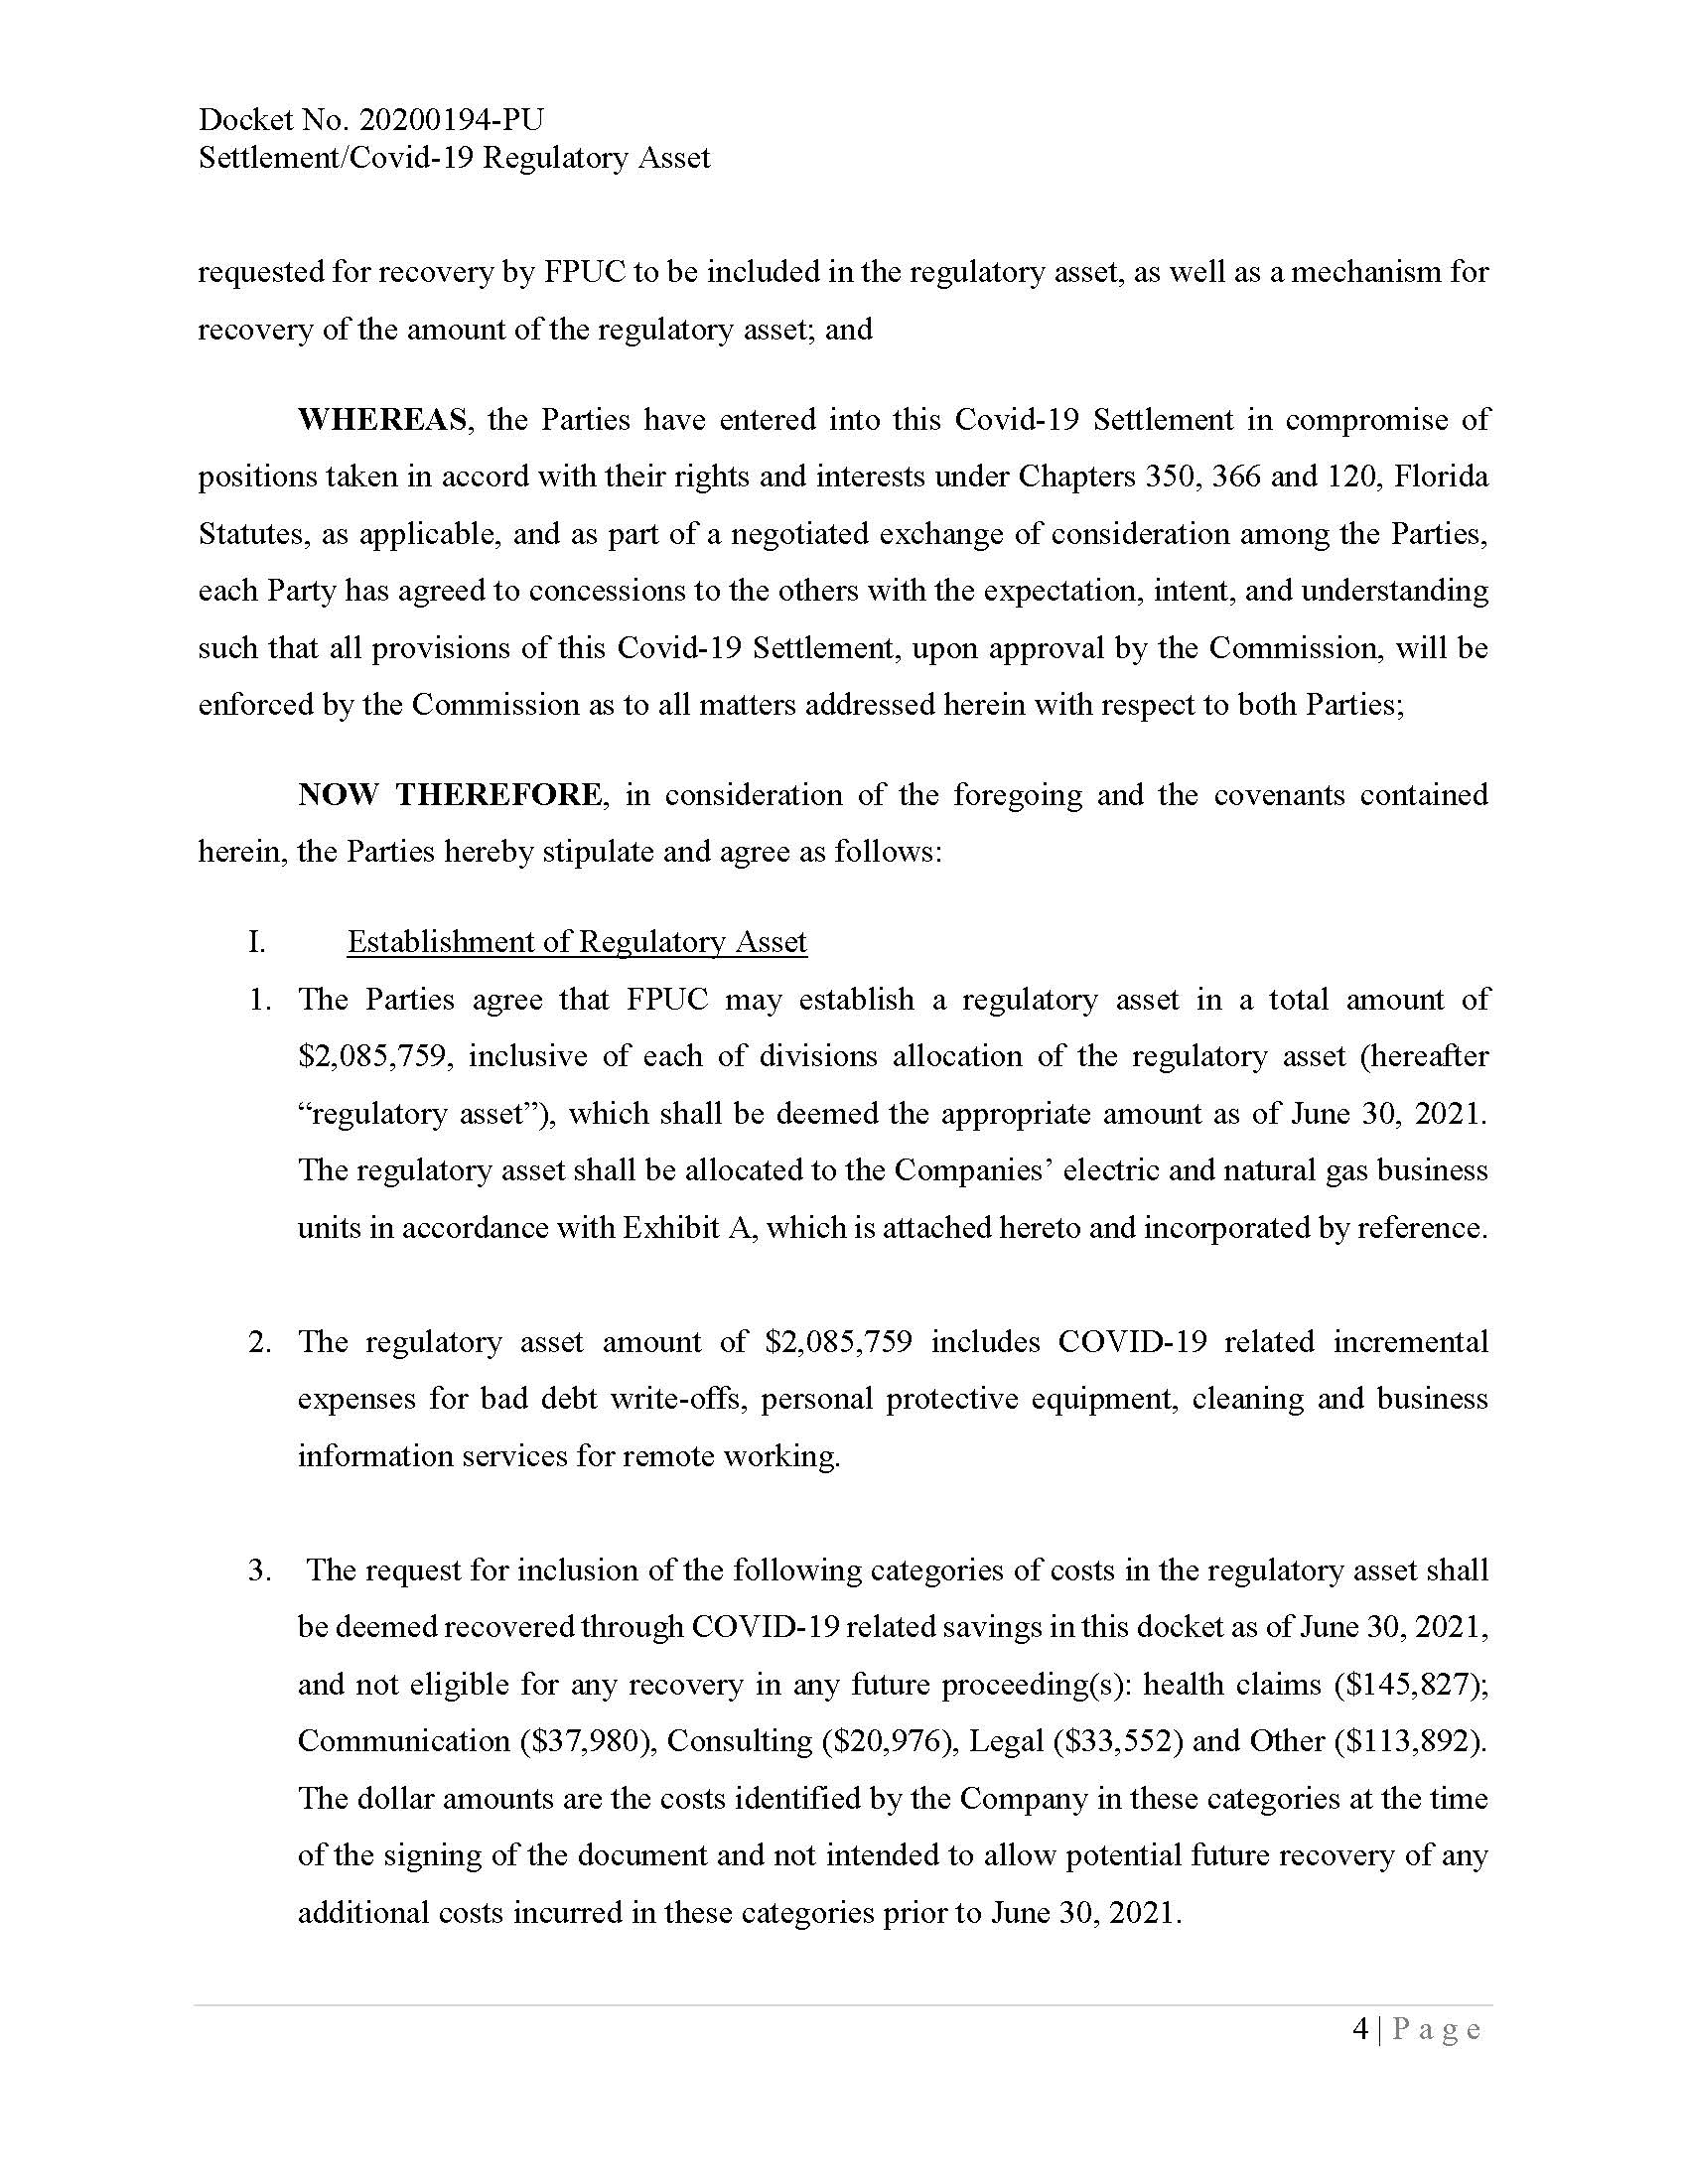 Docket No. 20200194-PU
Settlement/Covid-19 Regulatory Asset
requested for recovery by FPUC to be included in the regulatory asset, as well as a mechanism for
recovery of the amount of the regulatory asset; and
WHEREAS, the Parties have entered into this Covid-19 Settlement in compromise of
positions taken in accord with their rights and interests under Chapters 350, 366 and 120, Florida
Statutes, as applicable, and as part of a negotiated exchange of consideration among the Parties,
each Party has agreed to concessions to the others with the expectation, intent, and understanding
such that all provisions of this Covid-19 Settlement, upon approval by the Commission, will be
enforced by the Commission as to all matters addressed herein with respect to both Parties;
NOW THEREFORE, in consideration of the foregoing and the covenants contained
herein, the Parties hereby stipulate and agree as follows:
I. Establishment of Regulatory Asset
1. The Parties agree that FPUC may establish a regulatory asset in a total amount of
$2,085,759, inclusive of each of divisions allocation of the regulatory asset (hereafter
“regulatory asset”), which shall be deemed the appropriate amount as of June 30, 2021.
The regulatory asset shall be allocated to the Companies’ electric and natural gas business
units in accordance with Exhibit A, which is attached hereto and incorporated by reference.
2. The regulatory asset amount of $2,085,759 includes COVID-19 related incremental
expenses for bad debt write-offs, personal protective equipment, cleaning and business
information services for remote working.
3. The request for inclusion of the following categories of costs in the regulatory asset shall
be deemed recovered through COVID-19 related savings in this docket as of June 30, 2021,
and not eligible for any recovery in any future proceeding(s): health claims ($145,827);
Communication ($37,980), Consulting ($20,976), Legal ($33,552) and Other ($113,892).
The dollar amounts are the costs identified by the Company in these categories at the time
of the signing of the document and not intended to allow potential future recovery of any
additional costs incurred in these categories prior to June 30, 2021.
4 | P a g e